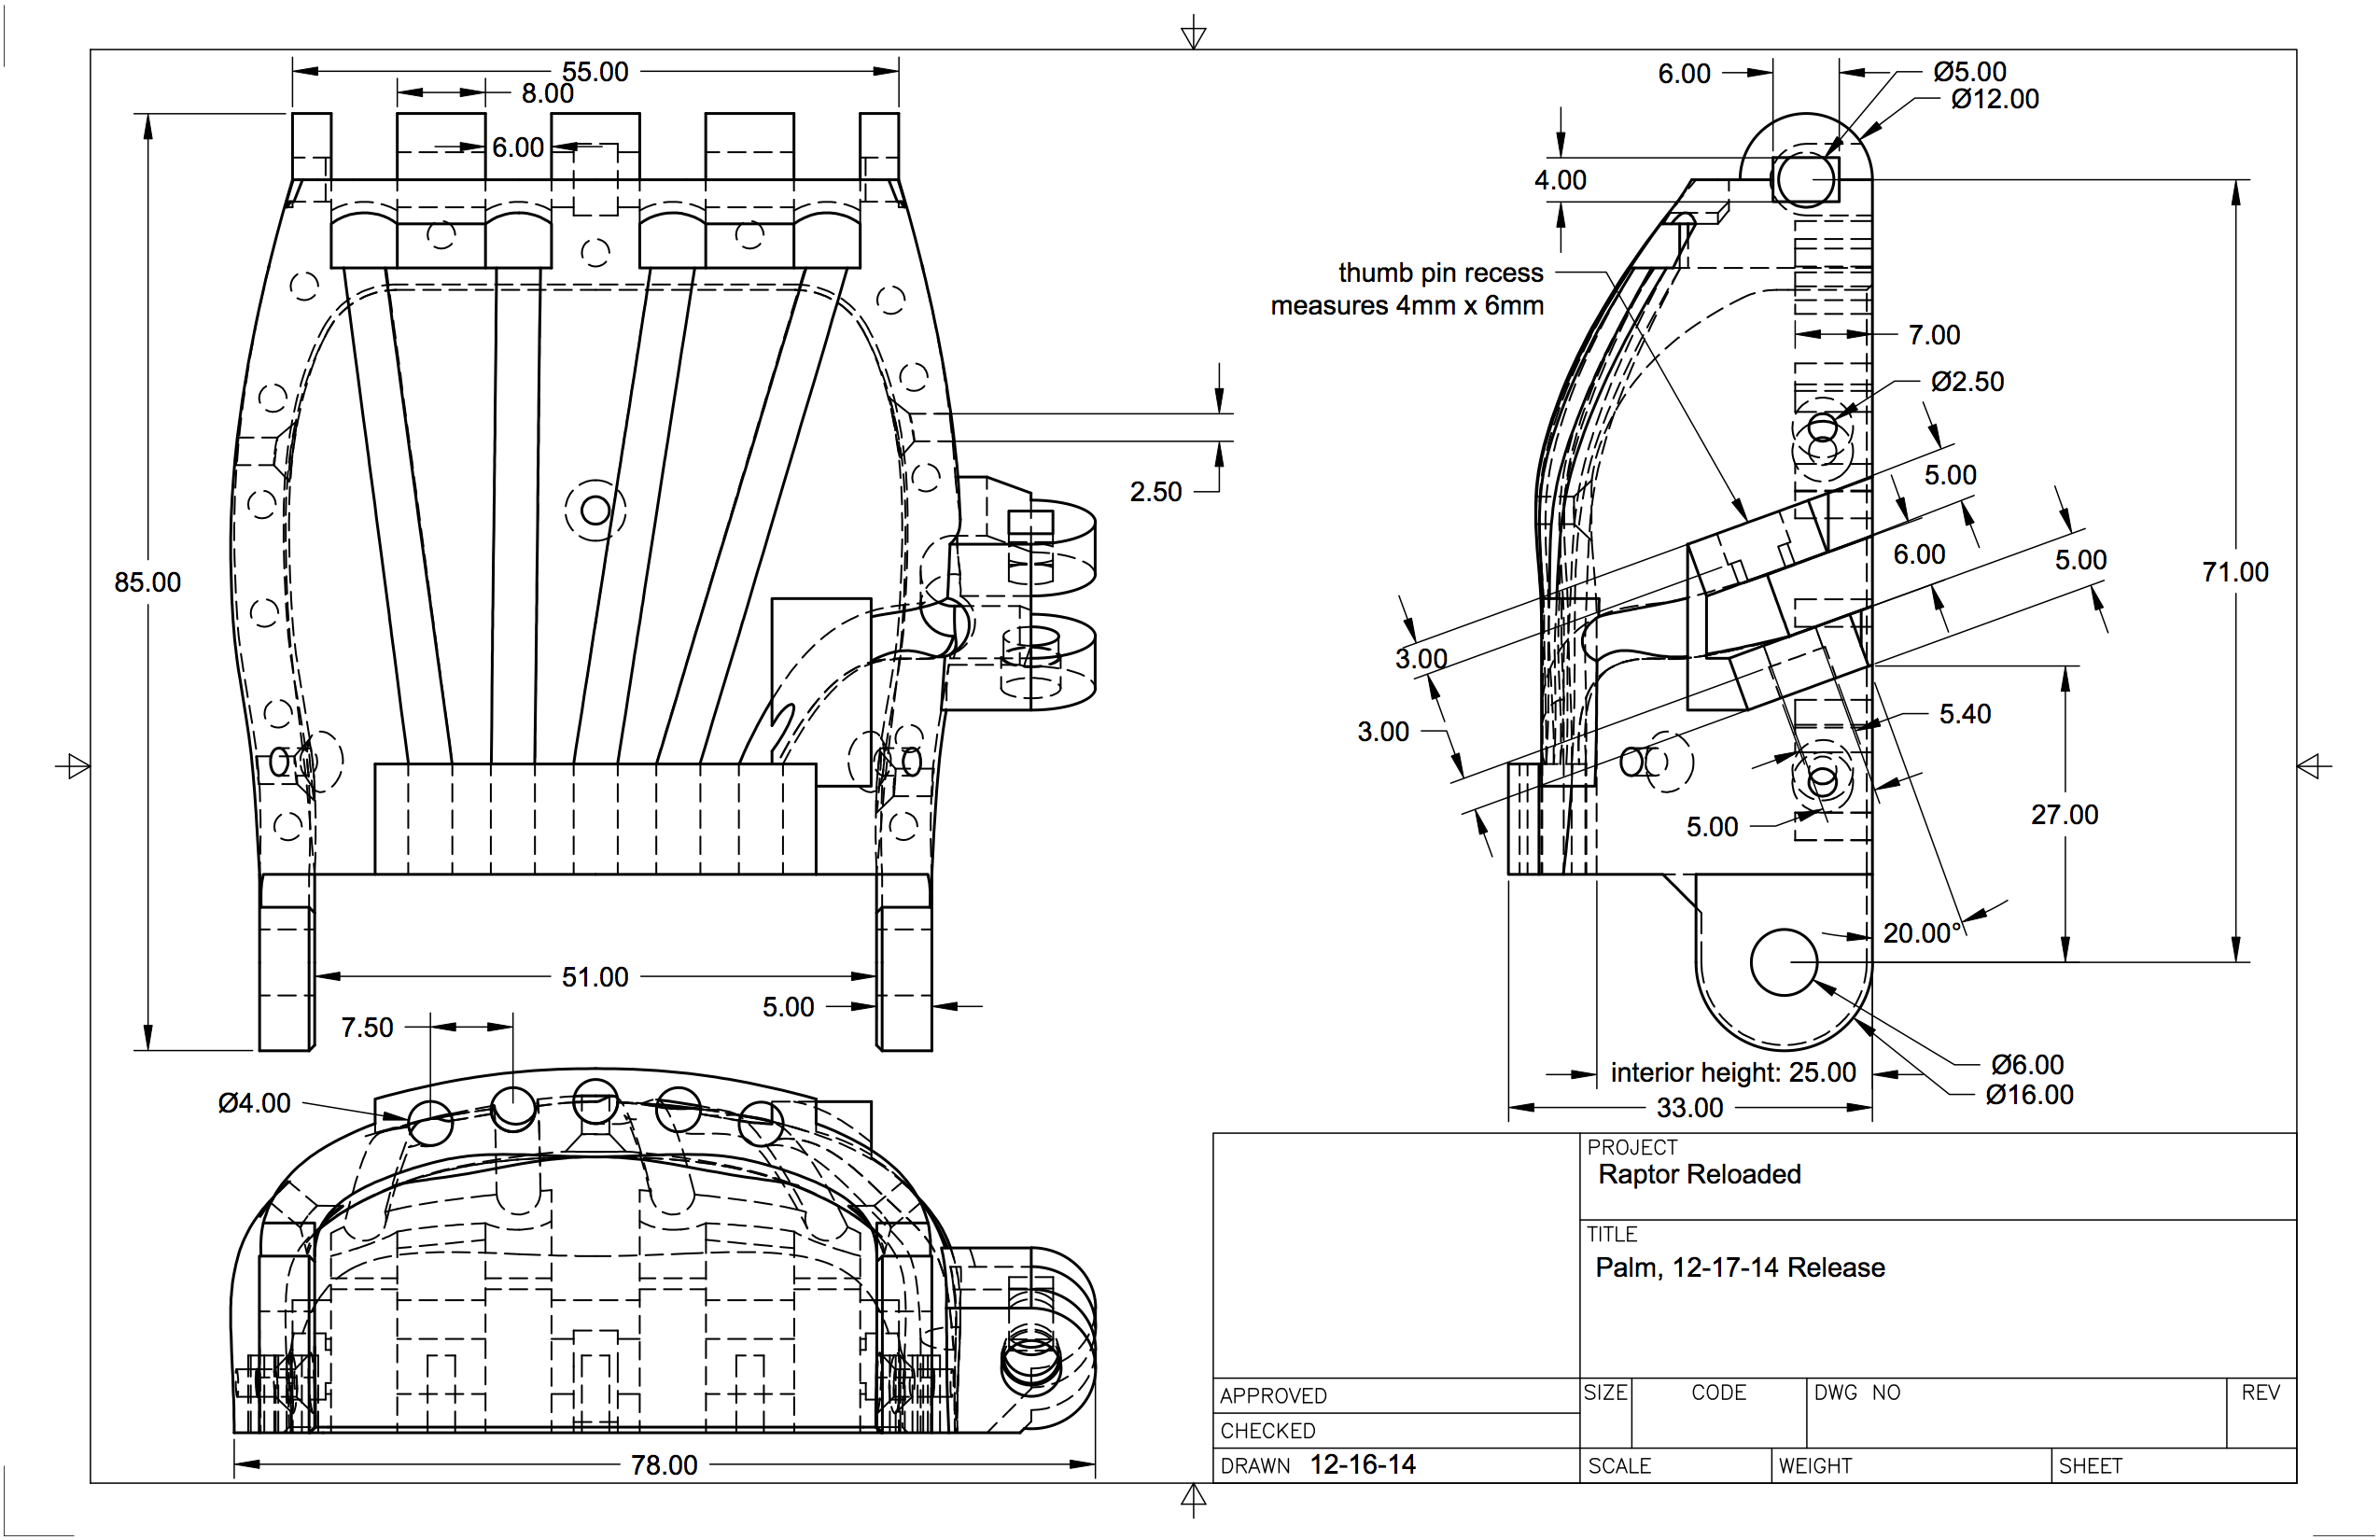 55.00
8.00
6.00
85.00
2.50
51.00
5.00
7.50
Ø4.00
78.00
6.00
Ø5.00
Ø12.00
4.00
thumb pin recess
measures 4mm x 6mm
7.00
Ø2.50
5.00
6.00
5.00
71.00
3.00
3.00
5.40
5.00
27.00
20.00°
interior height: 25.00
Ø6.00
Ø16.00
33.00
PROJECT
Raptor Reloaded
TITLE
Palm, 12-17-14 Release
APPROVED
CHECKED
DRAWN 12-16-14
SIZE CODE DWG NO REV
SCALE WEIGHT SHEET